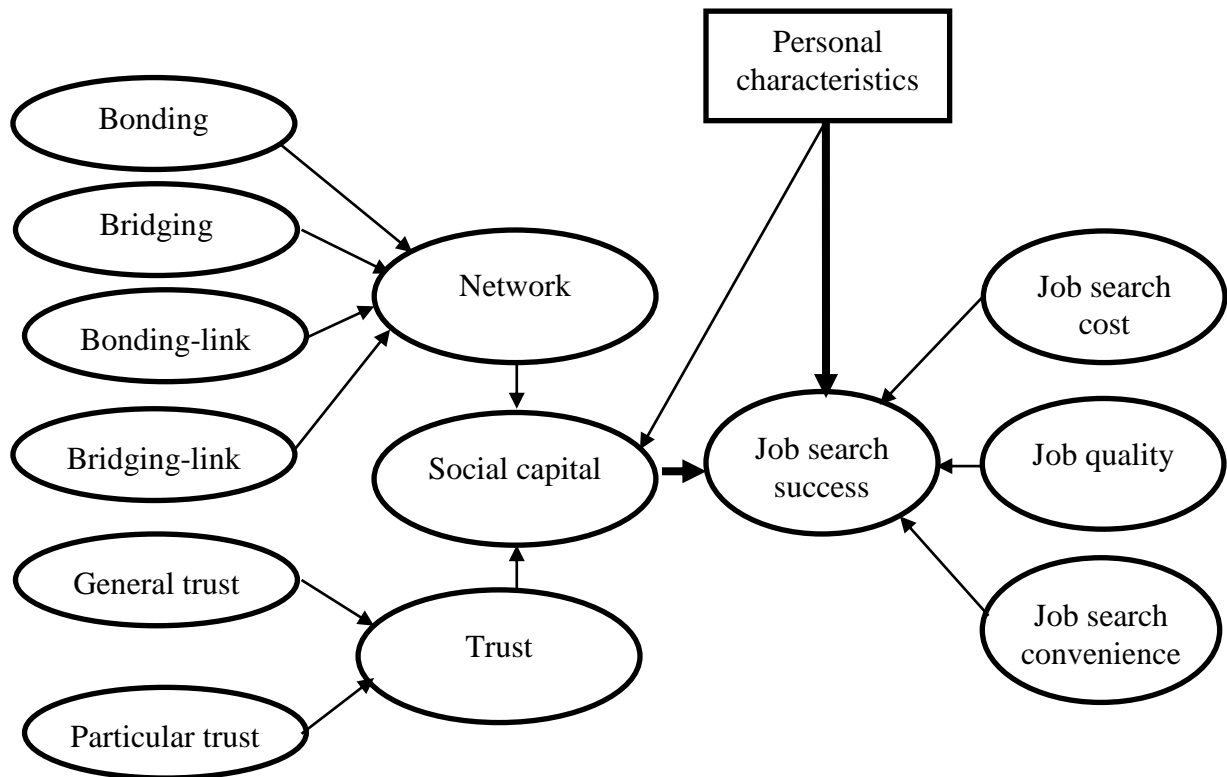 Personal
characteristics
Bonding
Bridging
Bonding-link
Bridging-link
General trust
Particular trust
Network
Social capital
Trust
Job search
success
Job search
cost
Job quality
Job search
convenience